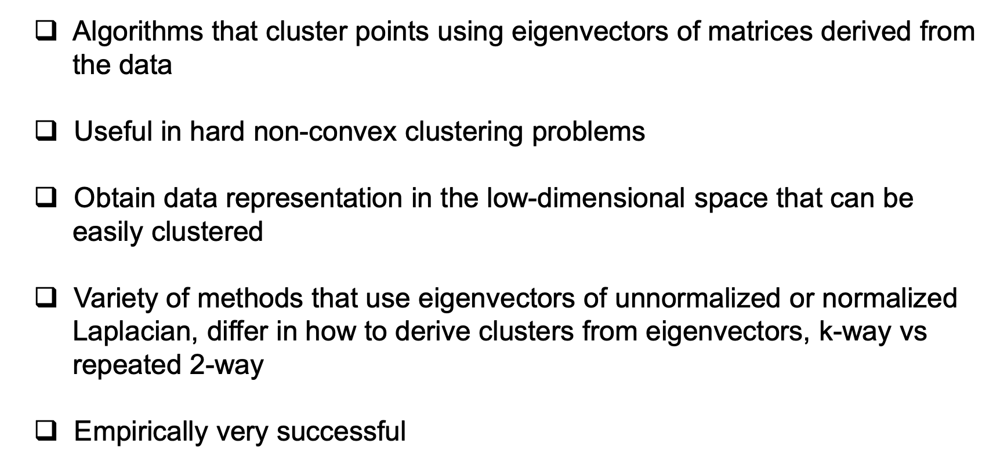 ❑ Algorithms that cluster points using eigenvectors of matrices derived from
the data
❑ Useful in hard non-convex clustering problems
❑ Obtain data representation in the low-dimensional space that can be
easily clustered
❑ Variety of methods that use eigenvectors of unnormalized or normalized
Laplacian, differ in how to derive clusters from eigenvectors, k-way vs
repeated 2-way
❑ Empirically very successful